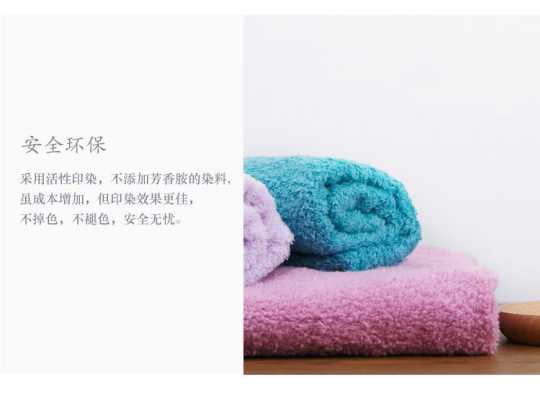 安全环保
采用活性印染，不添加芳香胺的染料，
虽成本增加，但印染效果更佳，
不掉色，不褪色，安全无忧。